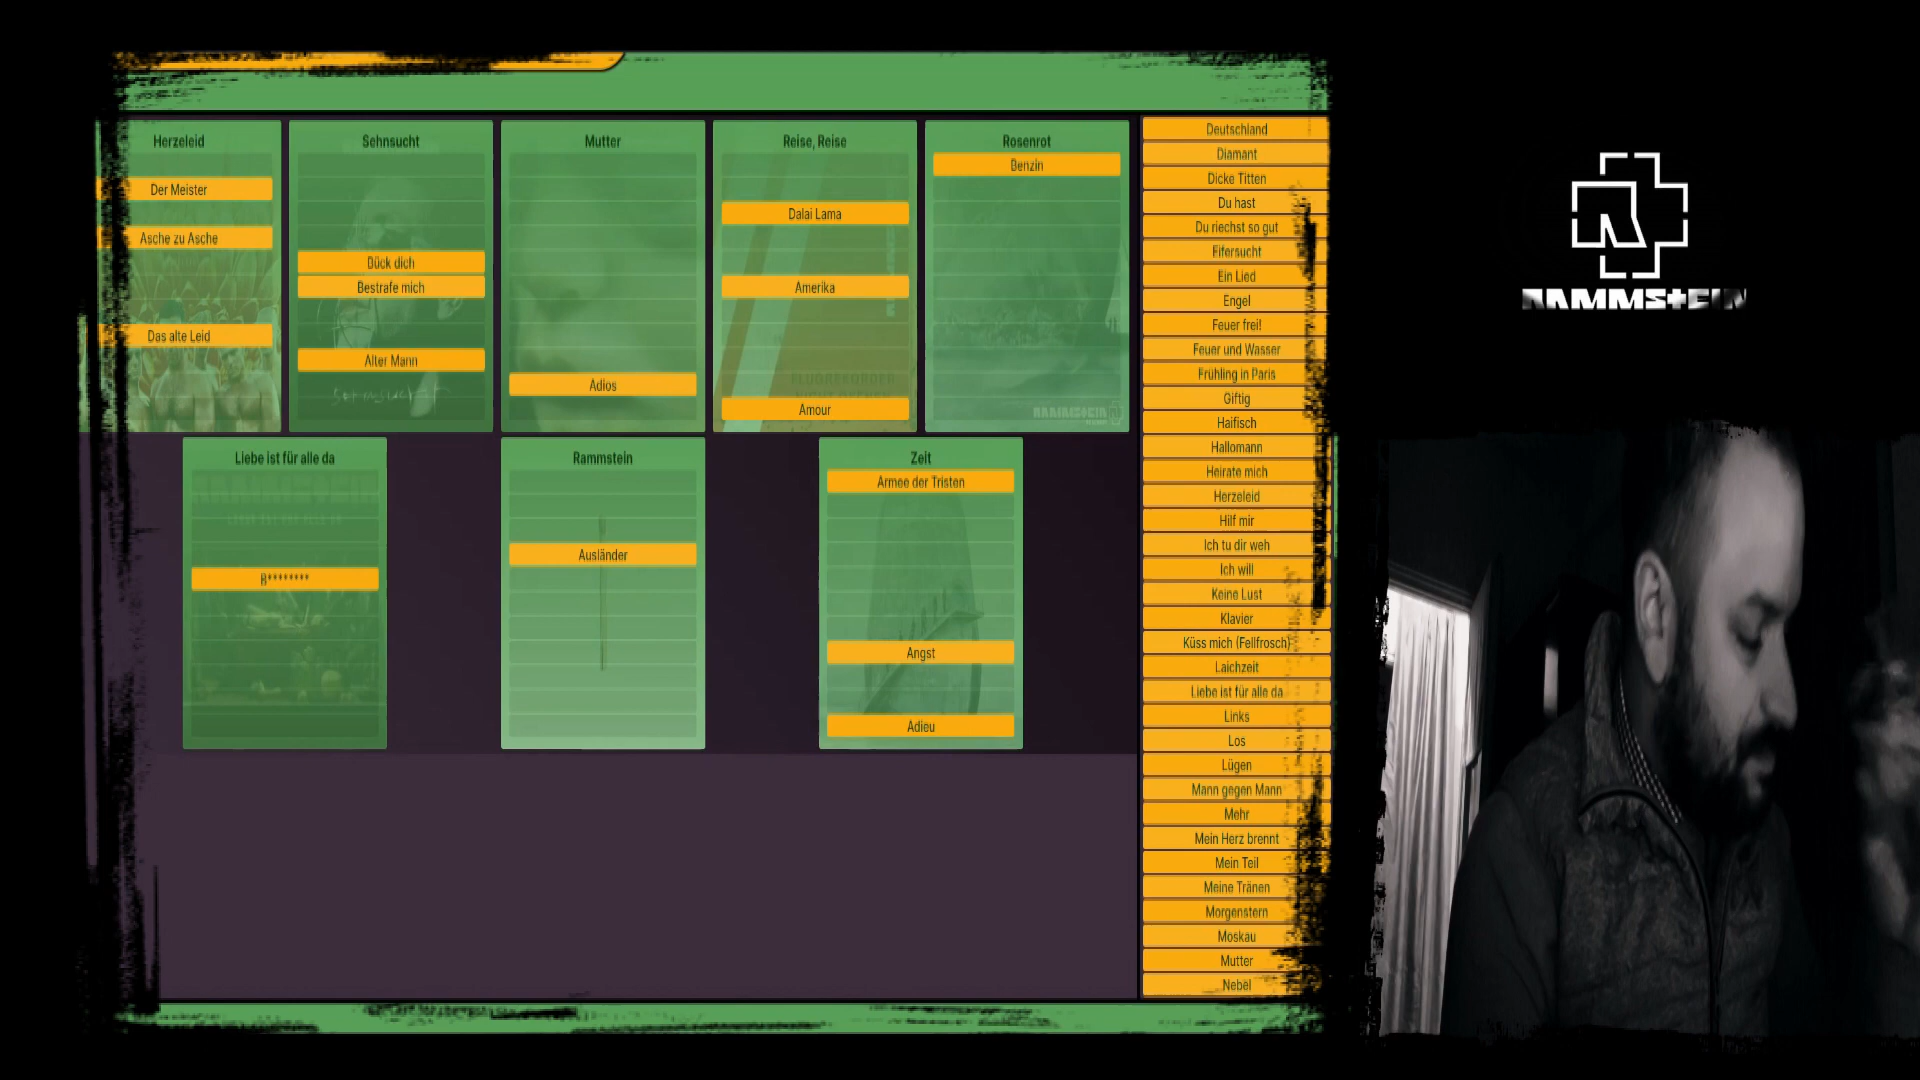 Herzeleid
Der Meister
Asche zu Asche
Das alte Leid
Sehnsucht
Bück dich
Bestrafe mich
Alter Mann
Mutter
Adios
Reise, Reise
Dalai Lama
Amerika
FLUGREKORDER
Amour
Rosenrot
Benzin
RAMMSTEIN
Liebe ist für alle da
B********
Rammstein
Ausländer
Zeit
Armee der Tristen
Angst
Adieu
Deutschland
Diamant
Dicke Titten
Du hast
Du riechst so gut
Eifersucht
Ein Lied
Engel
Feuer frei!
Feuer und Wasser
Frühling in Paris
Giftig
Haifisch
Hallomann
Heirate mich
Herzeleid
Hilf mir
Ich tu dir weh
Ich will
Keine Lust
Klavier
Küss mich (Fellfrosch)
Laichzeit
Liebe ist für alle da
Links
Los
Lügen
Mann gegen Mann
Mehr
Mein Herz brennt
Mein Teil
Meine Tränen
Morgenstern
Moskau
Mutter
Nebel
RAMMSTEIN